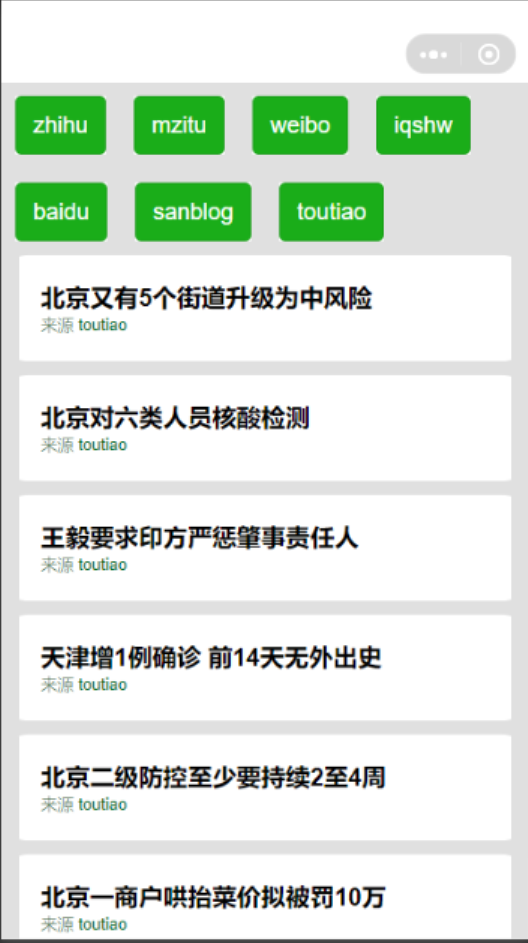 zhihu mzitu weibo iqshw
baidu sanblog toutiao
北京又有5个街道升级为中风险
来源 toutiao
北京对六类人员核酸检测
来源 toutiao
王毅要求印方严惩肇事责任人
来源 toutiao
天津增1例确诊 前14天无外出史
来源 toutiao
北京二级防控至少要持续2至4周
来源 toutiao
北京一商户哄抬菜价拟被罚10万
来源 toutiao